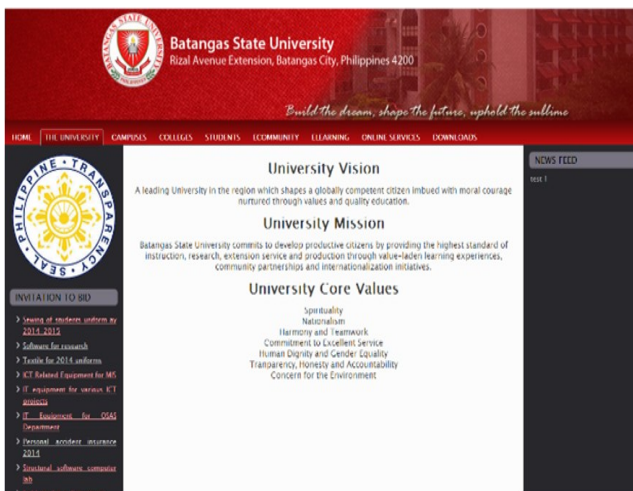 BATANGAS STATE UNIVERSITY
Batangas State University
Rizal Avenue Extension, Batangas City, Philippines 4200
Build the dream, shape the future, uphold the sublime
HOME THE UNIVERSITY CAMPUSES COLLEGES STUDENTS ECOMMUNITY ELEARNING ONLINE SERVICES DOWNLOADS
PHILIPPINE TRANSPARENCY SEAL
INVITATION TO BID
Sewing of students uniform ay
2014-2015
Software for research
Textile for 2014 uniforms
ICT Related Equipment for MIS
IT equipment for various ICT
projects
IT Equipment for OSAS
Department
Personal accident insurance
2014
Structural software computer
lab
University Vision
A leading University in the region which shapes a globally competent citizen imbued with moral courage
nurtured through values and quality education.
University Mission
Batangas State University commits to develop productive citizens by providing the highest standard of
instruction, research, extension service and production through value-laden learning experiences,
community partnerships and internationalization initiatives.
University Core Values
Spirituality
Nationalism
Harmony and Teamwork
Commitment to Excellent Service
Human Dignity and Gender Equality
Tranparency, Honesty and Accountability
Concern for the Environment
NEWS FEED
test 1